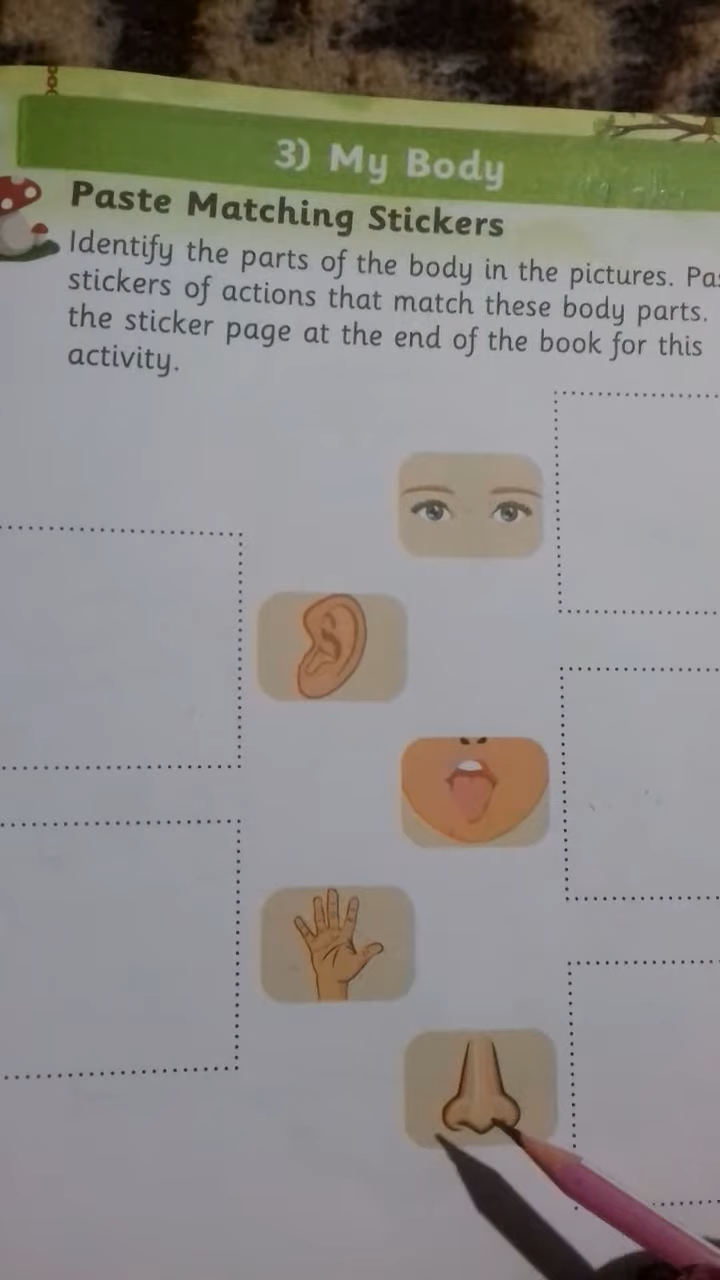 3) My Body
Paste Matching Stickers
Identify the parts of the body in the pictures.
stickers of actions that match these body parts.
the sticker page at the end of the book for this
activity.